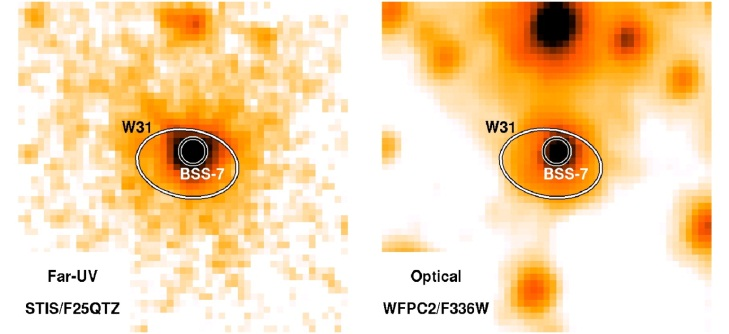 W31
BSS-7
Far-UV
STIS/F25QTZ
W31
BSS-7
Optical
WFPC2/F336W